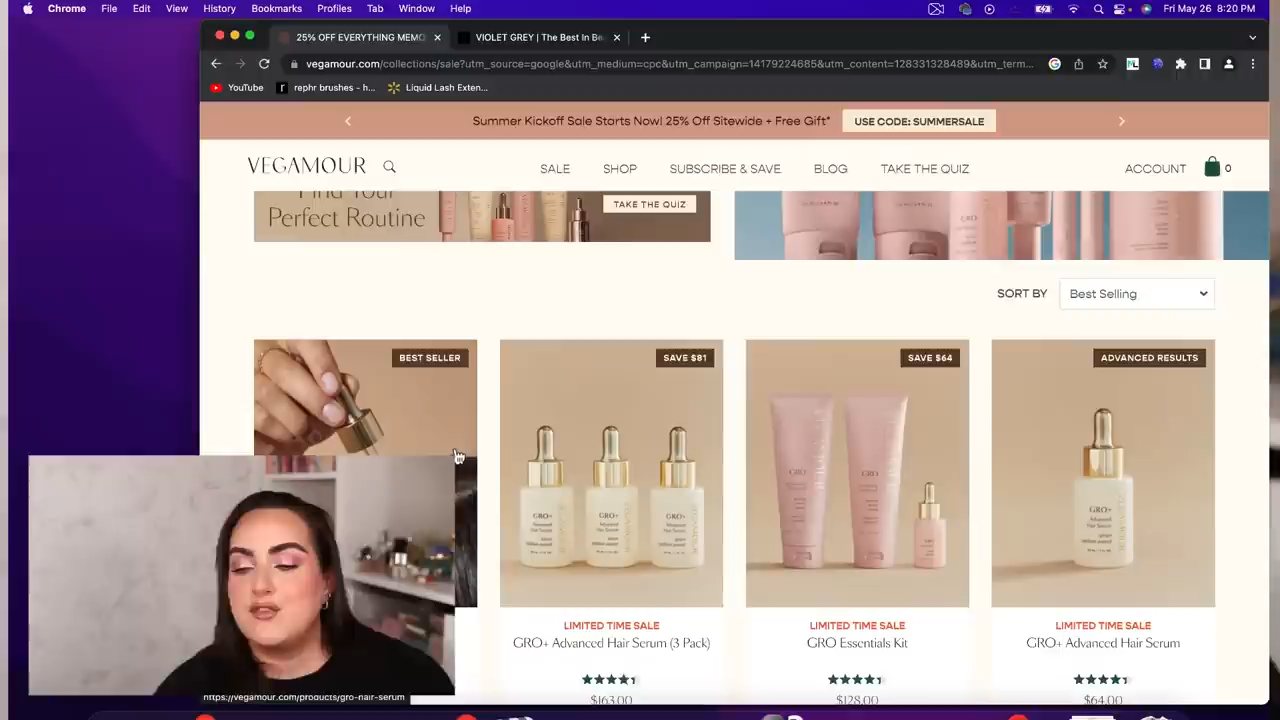 Chrome File Edit View History Bookmarks Profiles Tab Window Help Fri May 26 8:20 PM
25% OFF EVERYTHING MEMO VIOLET GREY | The Best In Be
vegamour.com/collections/sale?utm_source=google&utm_medium=cpc&utm_campaign=14179224685&utm_content=128331328489&utm_term...
YouTube rephr brushes – h... Liquid Lash Exten...
Summer Kickoff Sale Starts Now! 25% Off Sitewide + Free Gift* USE CODE: SUMMERSALE
VEGAMOUR SALE SHOP SUBSCRIBE & SAVE BLOG TAKE THE QUIZ ACCOUNT 0
Find Your
Perfect Routine
TAKE THE QUIZ
SORT BY Best Selling
BEST SELLER SAVE $81 SAVE $64 ADVANCED RESULTS
GRO+ GRO+ GRO+ GRO GRO GRO+
LIMITED TIME SALE LIMITED TIME SALE LIMITED TIME SALE
GRO+ Advanced Hair Serum (3 Pack) GRO Essentials Kit GRO+ Advanced Hair Serum
$163.00 $128.00 $64.00
https://vegamour.com/products/gro-hair-serum